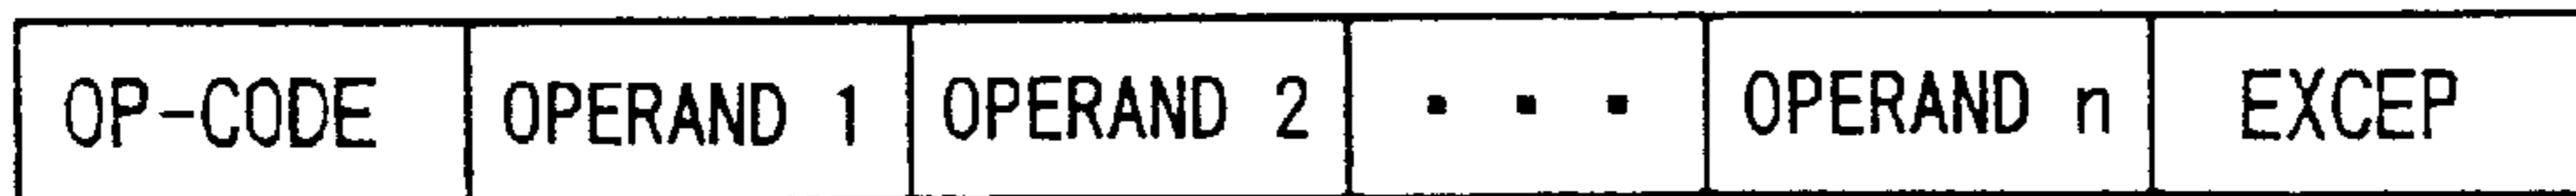 OP-CODE OPERAND 1 OPERAND 2 ▪ ▪ ▪ OPERAND n EXCEP